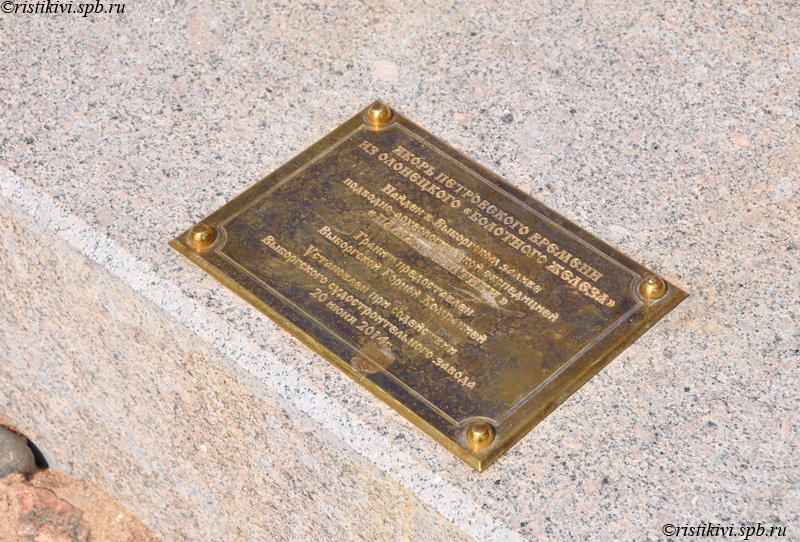 ©ristikivi.spb.ru
ЯКОРЬ ПЕТРОВСКОГО ВРЕМЕНИ
ИЗ ОЛОНЕЦКОГО «БОЛОТНОГО ЖЕЛЕЗА»
Найден в Выборгском заливе
подводно-археологической экспедицией
Гранит предоставлен
Выборгской Горной Компанией
Установлен при содействии
Выборгского судостроительного завода
20 июня 2014г.
©ristikivi.spb.ru